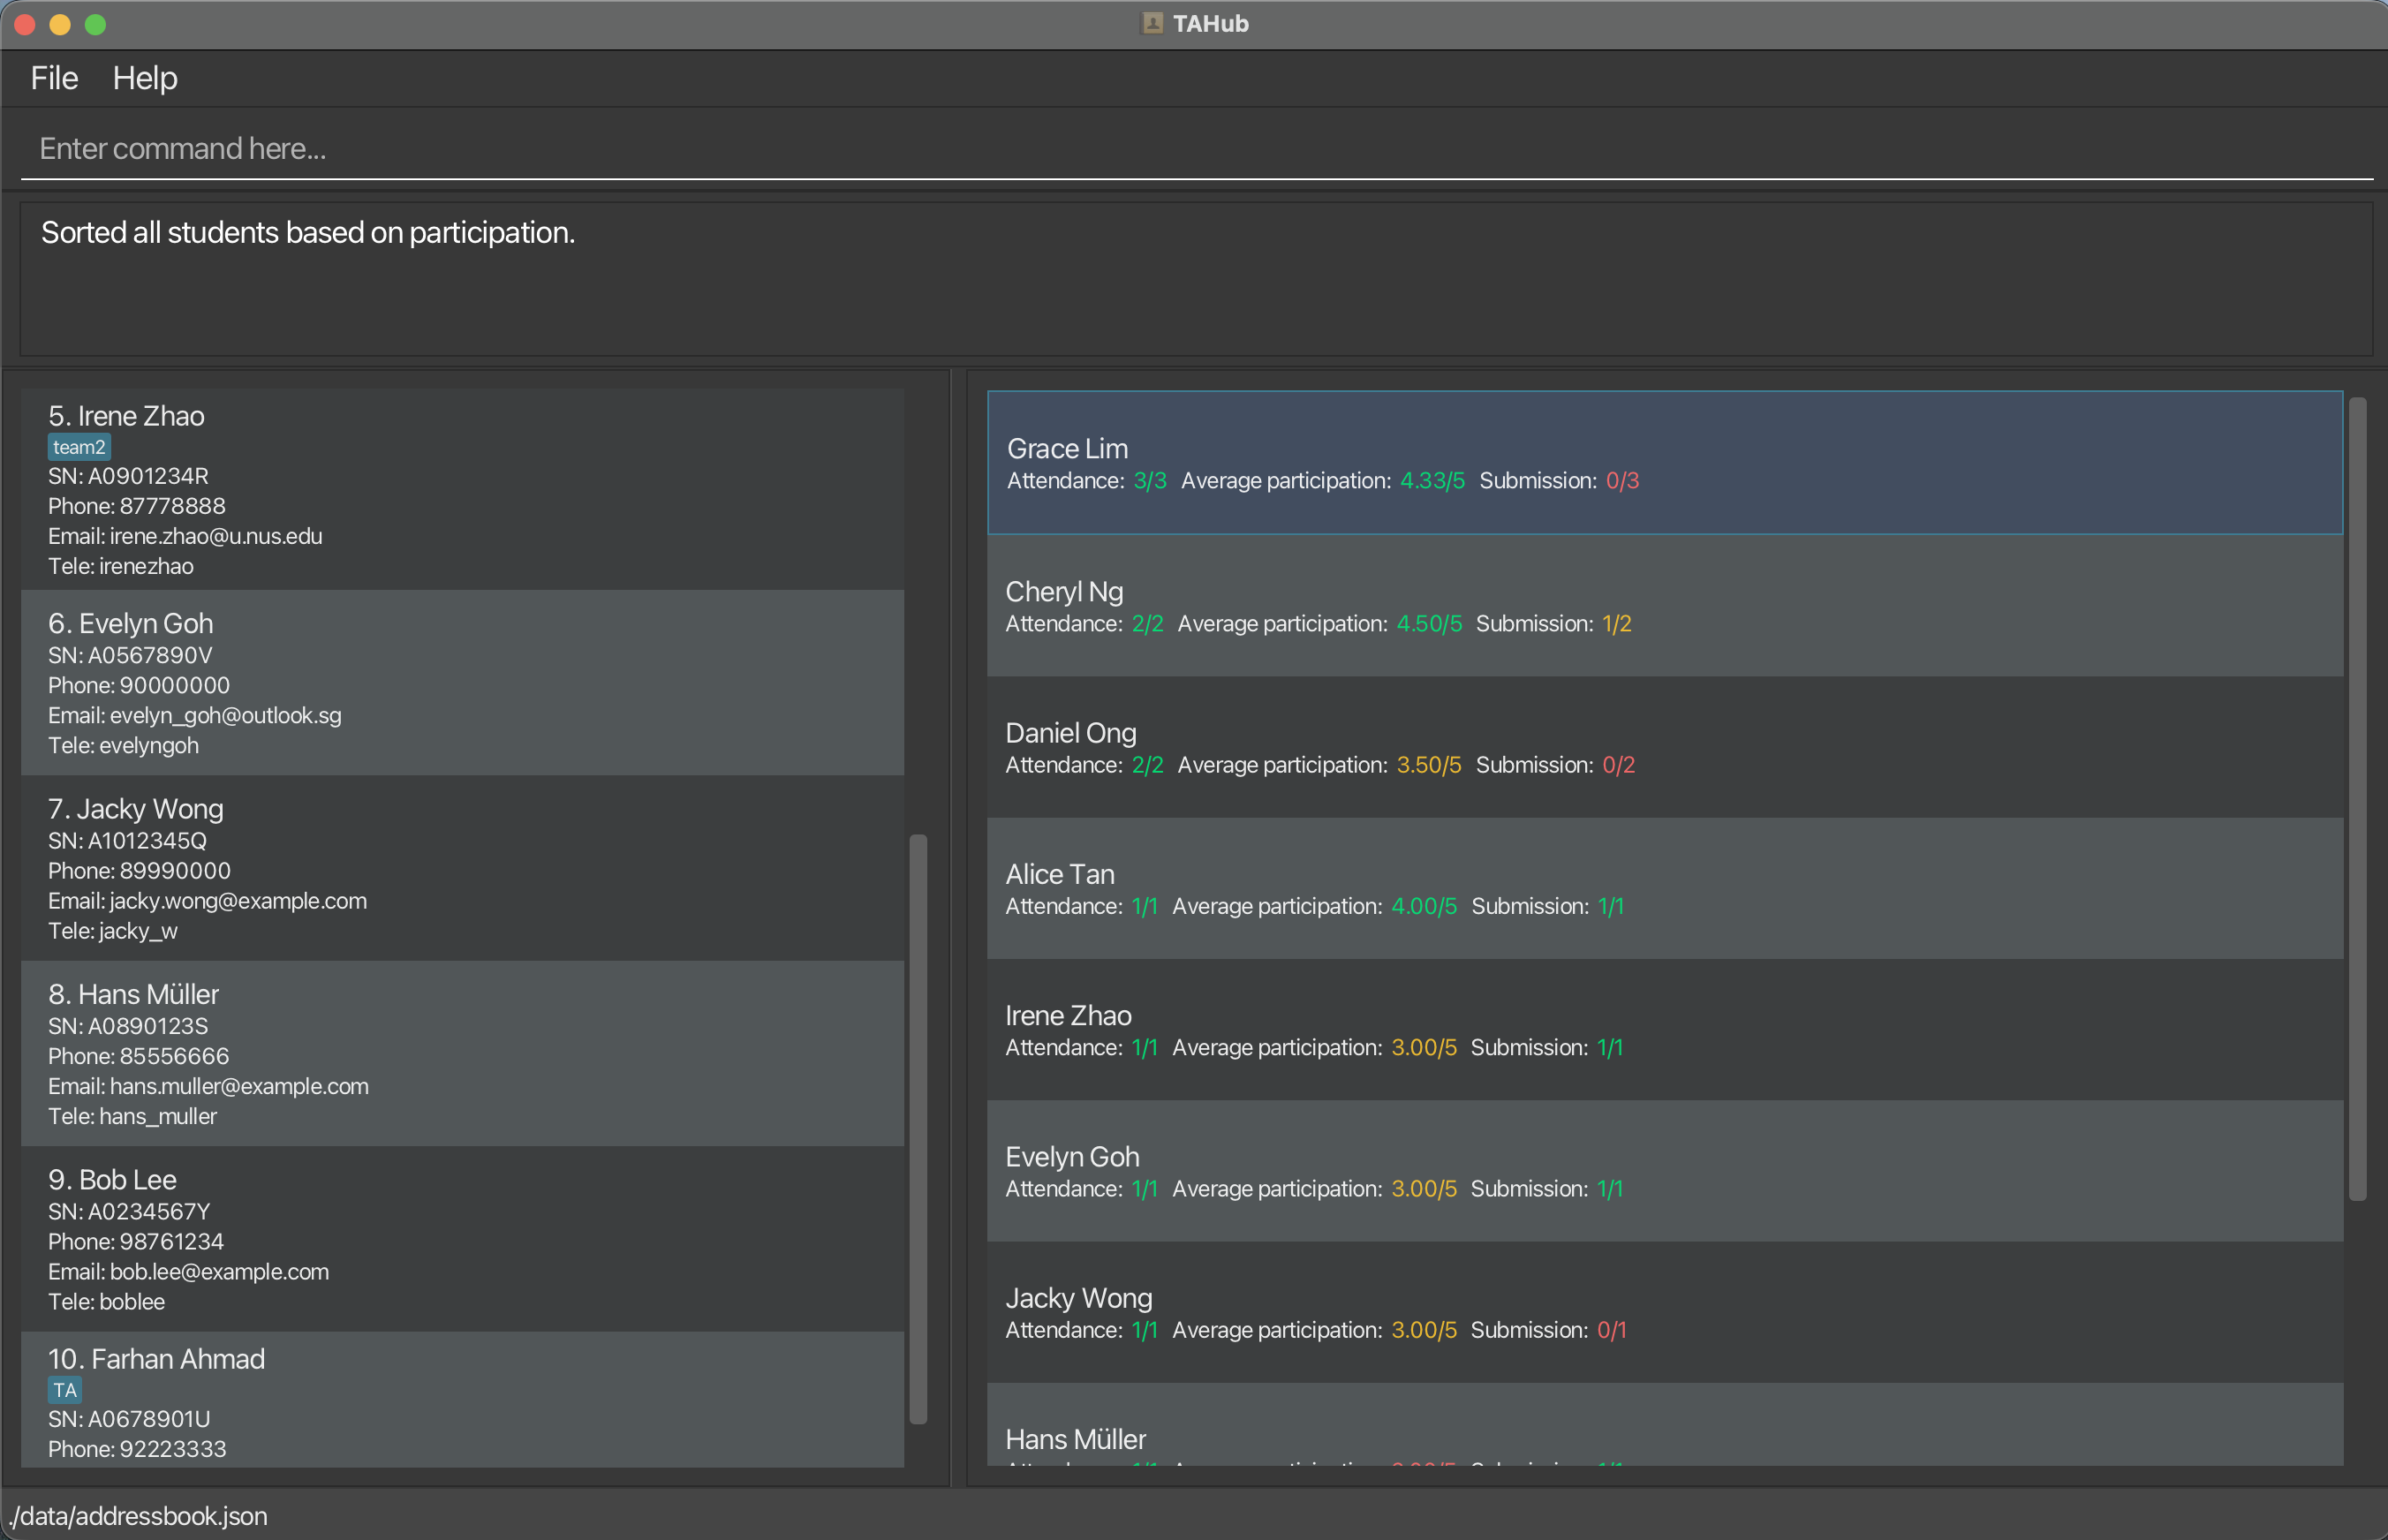 TAHub
File Help
Enter command here...
Sorted all students based on participation.
5. Irene Zhao
team2
SN: A0901234R
Phone: 87778888
Email: irene.zhao@u.nus.edu
Tele: irenezhao
6. Evelyn Goh
SN: A0567890V
Phone: 90000000
Email: evelyn_goh@outlook.sg
Tele: evelyngoh
7. Jacky Wong
SN: A1012345Q
Phone: 89990000
Email: jacky.wong@example.com
Tele: jacky_w
8. Hans Müller
SN: A0890123S
Phone: 85556666
Email: hans.muller@example.com
Tele: hans_muller
9. Bob Lee
SN: A0234567Y
Phone: 98761234
Email: bob.lee@example.com
Tele: boblee
10. Farhan Ahmad
TA
SN: A0678901U
Phone: 92223333
Grace Lim
Attendance: 3/3 Average participation: 4.33/5 Submission: 0/3
Cheryl Ng
Attendance: 2/2 Average participation: 4.50/5 Submission: 1/2
Daniel Ong
Attendance: 2/2 Average participation: 3.50/5 Submission: 0/2
Alice Tan
Attendance: 1/1 Average participation: 4.00/5 Submission: 1/1
Irene Zhao
Attendance: 1/1 Average participation: 3.00/5 Submission: 1/1
Evelyn Goh
Attendance: 1/1 Average participation: 3.00/5 Submission: 1/1
Jacky Wong
Attendance: 1/1 Average participation: 3.00/5 Submission: 0/1
Hans Müller
./data/addressbook.json